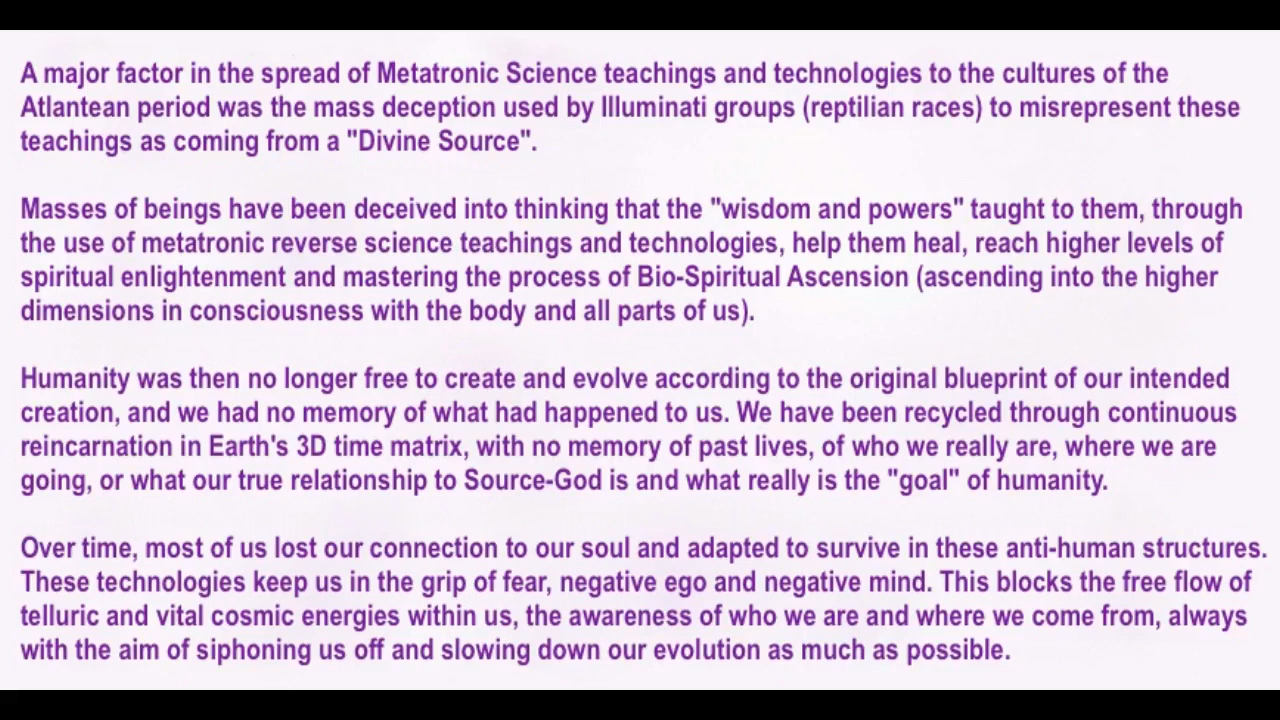 A major factor in the spread of Metatronic Science teachings and technologies to the cultures of the
Atlantean period was the mass deception used by Illuminati groups (reptilian races) to misrepresent these
teachings as coming from a "Divine Source".
Masses of beings have been deceived into thinking that the "wisdom and powers" taught to them, through
the use of metatronic reverse science teachings and technologies, help them heal, reach higher levels of
spiritual enlightenment and mastering the process of Bio-Spiritual Ascension (ascending into the higher
dimensions in consciousness with the body and all parts of us).
Humanity was then no longer free to create and evolve according to the original blueprint of our intended
creation, and we had no memory of what had happened to us. We have been recycled through continuous
reincarnation in Earth's 3D time matrix, with no memory of past lives, of who we really are, where we are
going, or what our true relationship to Source-God is and what really is the "goal" of humanity.
Over time, most of us lost our connection to our soul and adapted to survive in these anti-human structures.
These technologies keep us in the grip of fear, negative ego and negative mind. This blocks the free flow of
telluric and vital cosmic energies within us, the awareness of who we are and where we come from, always
with the aim of siphoning us off and slowing down our evolution as much as possible.